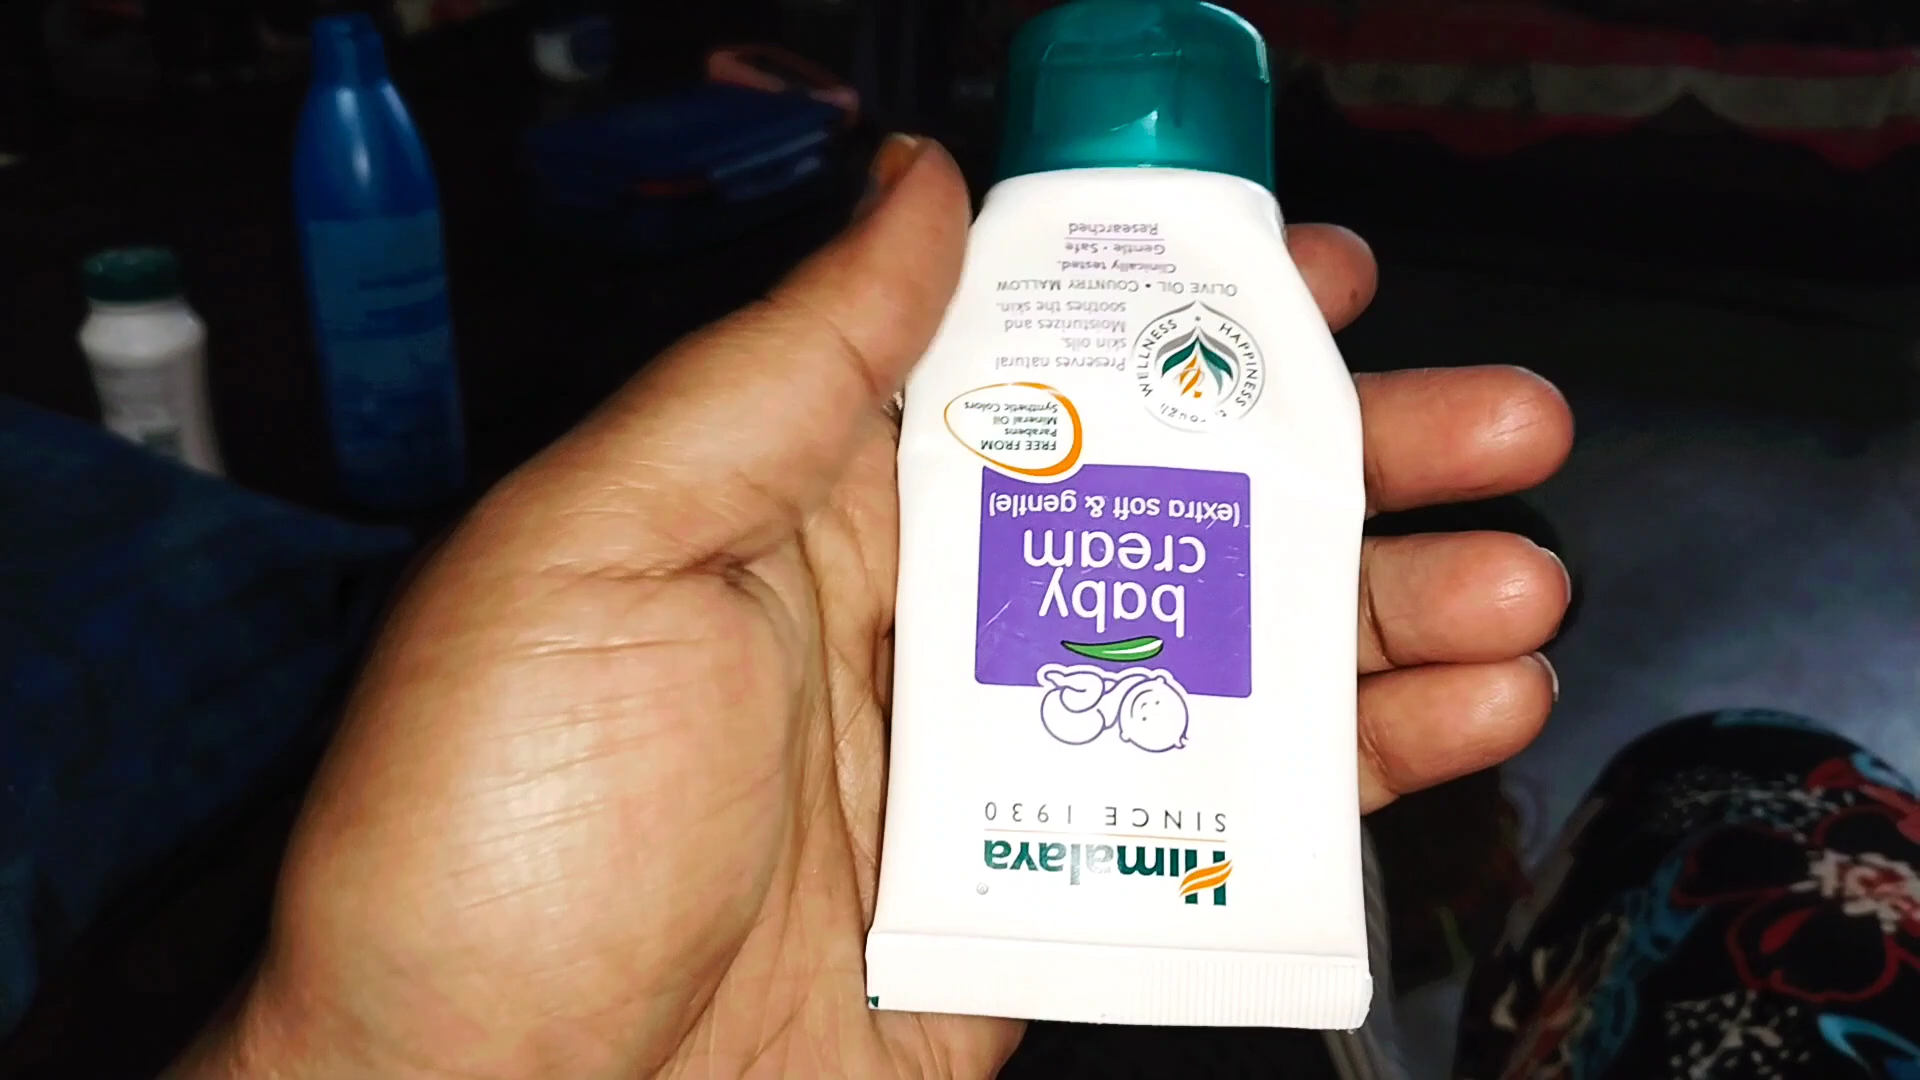 Himalaya®
SINCE 1930
baby
cream
(extra soft & gentle)
FREE FROM
Parabens
Mineral Oil
Synthetic Colors
WELLNESS • HAPPINESS
Preserves natural
skin oils.
Moisturizes and
soothes the skin.
OLIVE OIL • COUNTRY MALLOW
Clinically tested.
Gentle • Safe
Researched